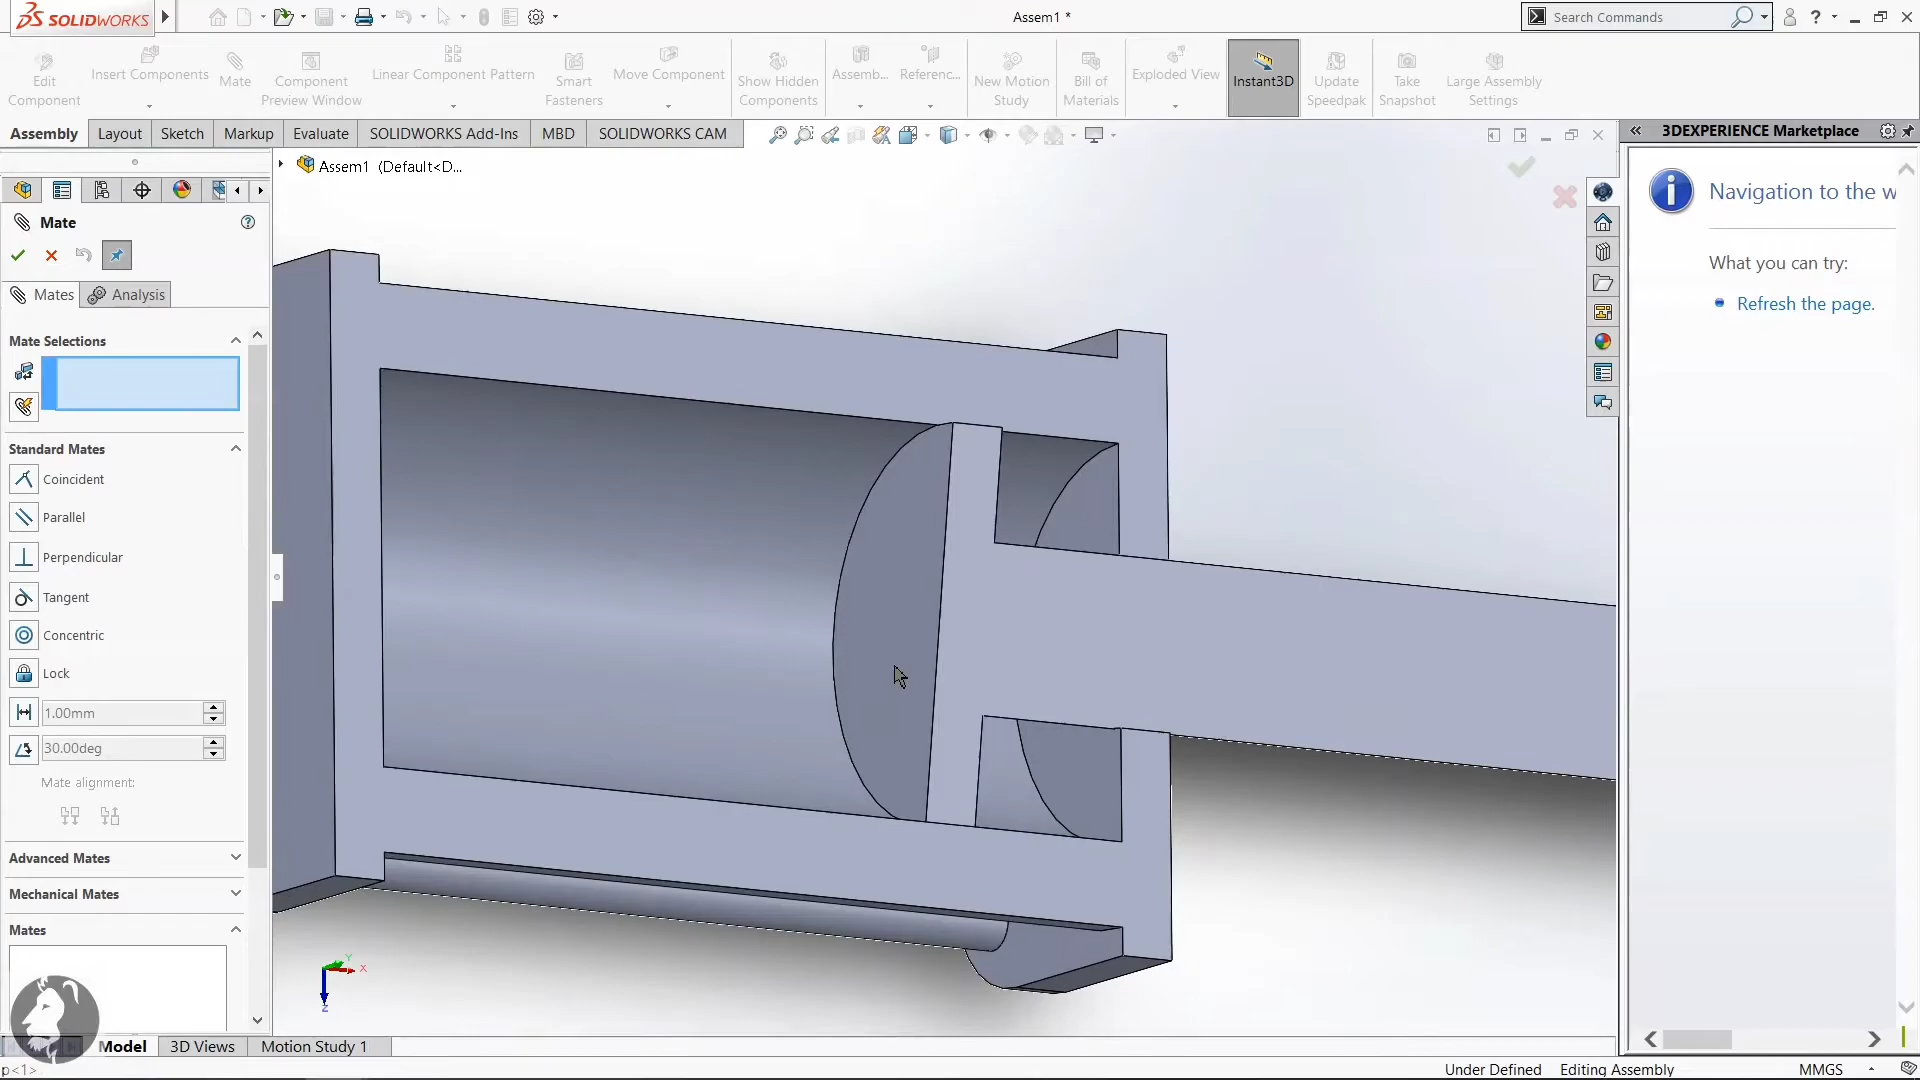 SOLIDWORKS
Assem1 *
Search Commands
?
Edit Component
Insert Components
Mate
Component Preview Window
Linear Component Pattern
Smart Fasteners
Move Component
Show Hidden Components
Assemb...
Referenc...
New Motion Study
Bill of Materials
Exploded View
Instant3D
Update Speedpak
Take Snapshot
Large Assembly Settings
Assembly
Layout
Sketch
Markup
Evaluate
SOLIDWORKS Add-Ins
MBD
SOLIDWORKS CAM
3DEXPERIENCE Marketplace
Assem1 (Default<D...
Mate
Mates
Analysis
Mate Selections
Standard Mates
Coincident
Parallel
Perpendicular
Tangent
Concentric
Lock
1.00mm
30.00deg
Mate alignment:
Advanced Mates
Mechanical Mates
Mates
Y
X
Z
Navigation to the w
What you can try:
Refresh the page.
Model
3D Views
Motion Study 1
p<1>
Under Defined
Editing Assembly
MMGS